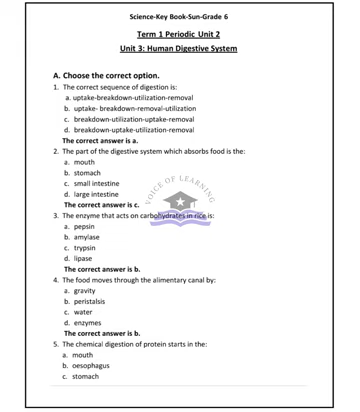 Science-Key Book-Sun-Grade 6
Term 1 Periodic Unit 2
Unit 3: Human Digestive System
A. Choose the correct option.
1. The correct sequence of digestion is:
a. uptake-breakdown-utilization-removal
b. uptake- breakdown-removal-utilization
c. breakdown-utilization-uptake-removal
d. breakdown-uptake-utilization-removal
The correct answer is a.
2. The part of the digestive system which absorbs food is the:
a. mouth
b. stomach
c. small intestine
d. large intestine
The correct answer is c.
VOICE OF LEARNING
3. The enzyme that acts on carbohydrates in rice is:
a. pepsin
b. amylase
c. trypsin
d. lipase
The correct answer is b.
4. The food moves through the alimentary canal by:
a. gravity
b. peristalsis
c. water
d. enzymes
The correct answer is b.
5. The chemical digestion of protein starts in the:
a. mouth
b. oesophagus
c. stomach